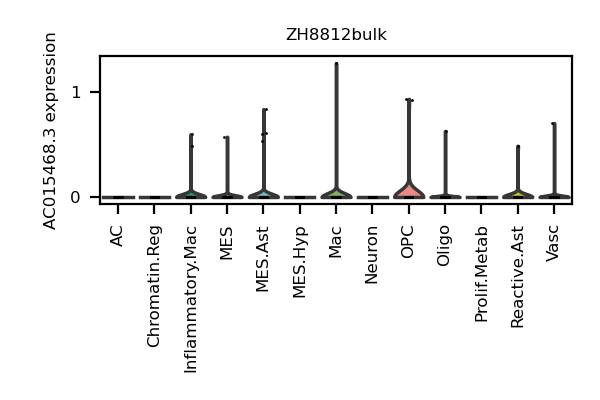 ZH8812bulk
AC015468.3 expression
1
0
AC
Chromatin.Reg
Inflammatory.Mac
MES
MES.Ast
MES.Hyp
Mac
Neuron
OPC
Oligo
Prolif.Metab
Reactive.Ast
Vasc